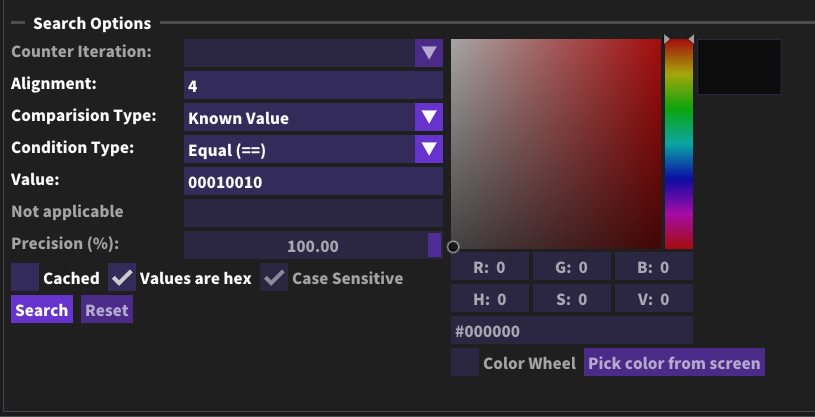 Search Options
Counter Iteration:
Alignment: 4
Comparision Type: Known Value
Condition Type: Equal (==)
Value: 00010010
Not applicable
Precision (%): 100.00
Cached Values are hex Case Sensitive
Search Reset
R: 0 G: 0 B: 0
H: 0 S: 0 V: 0
#000000
Color Wheel Pick color from screen